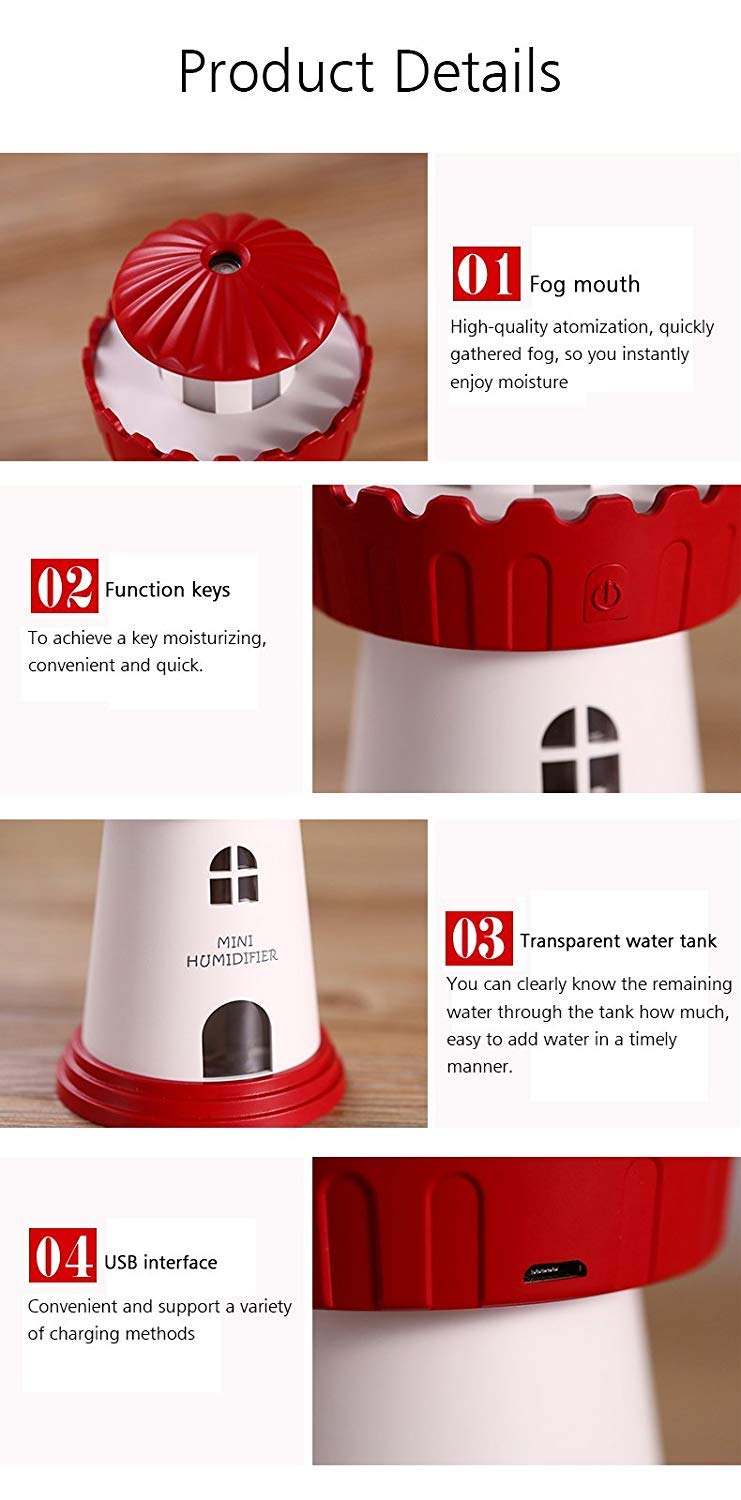 Product Details
01 Fog mouth
High-quality atomization, quickly
gathered fog, so you instantly
enjoy moisture
02 Function keys
To achieve a key moisturizing,
convenient and quick.
MINI
HUMIDIFIER
03 Transparent water tank
You can clearly know the remaining
water through the tank how much,
easy to add water in a timely
manner.
04 USB interface
Convenient and support a variety
of charging methods